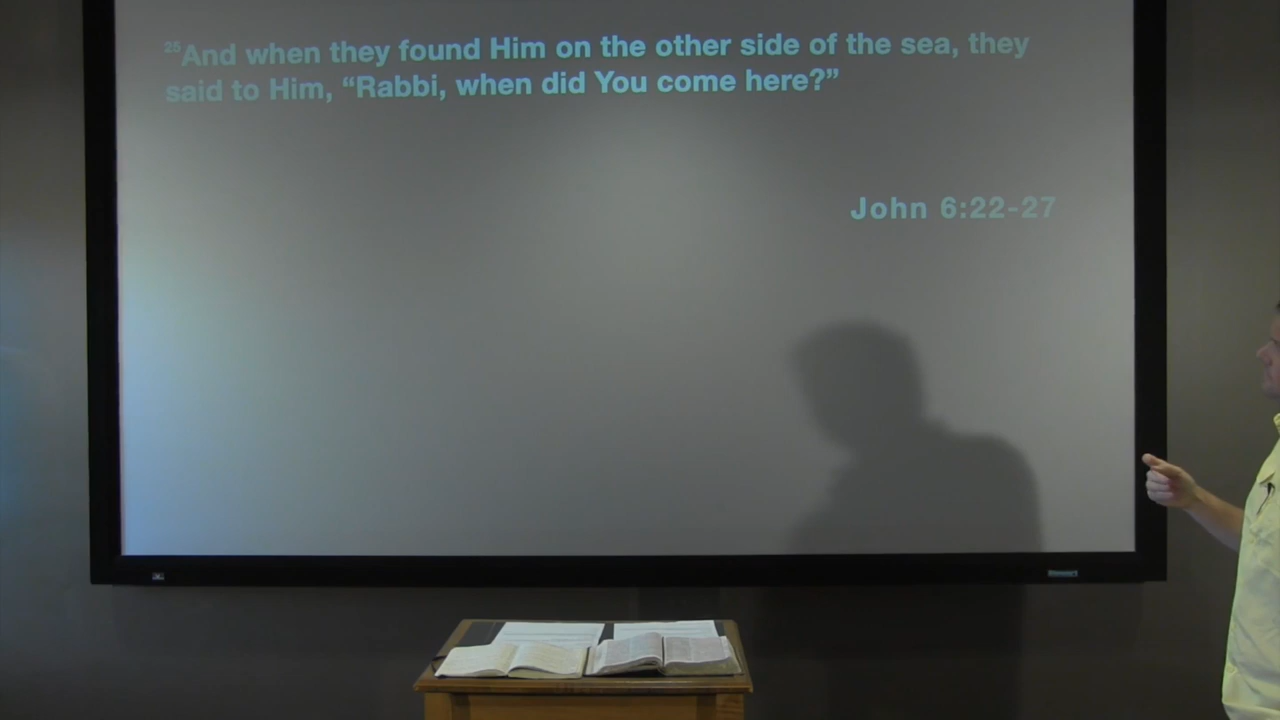 ²⁵And when they found Him on the other side of the sea, they
said to Him, “Rabbi, when did You come here?”
John 6:22-27